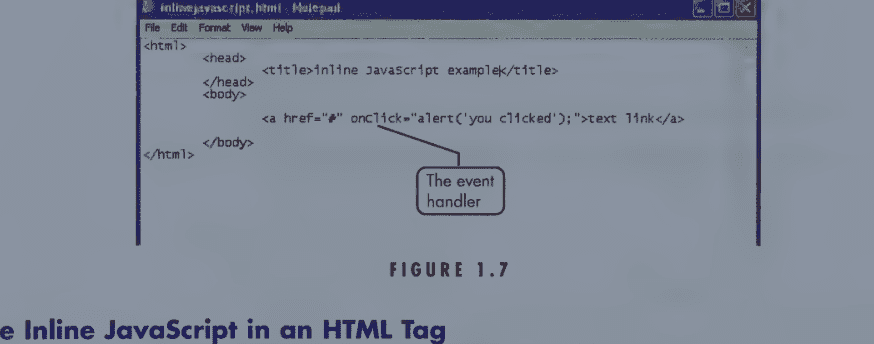 inlinejavascript.html - Notepad
File Edit Format View Help
<html>
<head>
<title>inline JavaScript example</title>
</head>
<body>
<a href="#" onClick="alert('you clicked');">text link</a>
</body>
</html>
The event
handler
FIGURE 1.7
e Inline JavaScript in an HTML Tag